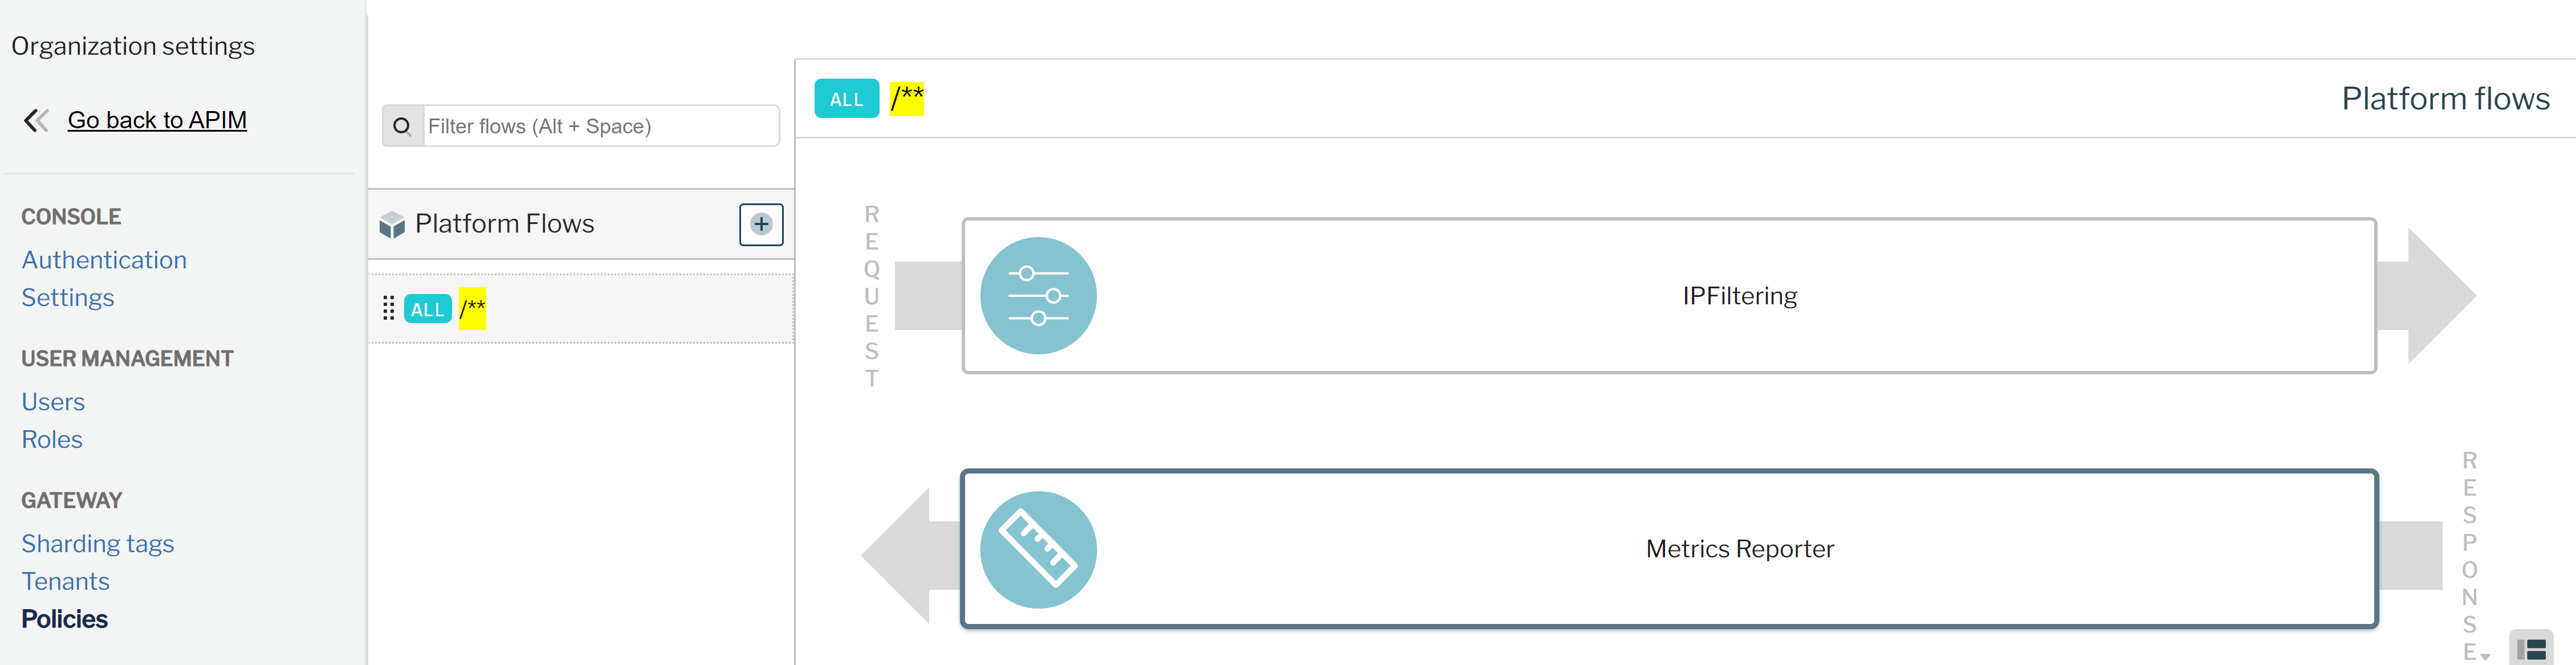 Organization settings
Go back to APIM
CONSOLE
Authentication
Settings
USER MANAGEMENT
Users
Roles
GATEWAY
Sharding tags
Tenants
Policies
Filter flows (Alt + Space)
Platform Flows
ALL /**
ALL /**
Platform flows
REQUEST
IPFiltering
Metrics Reporter
RESPONSE